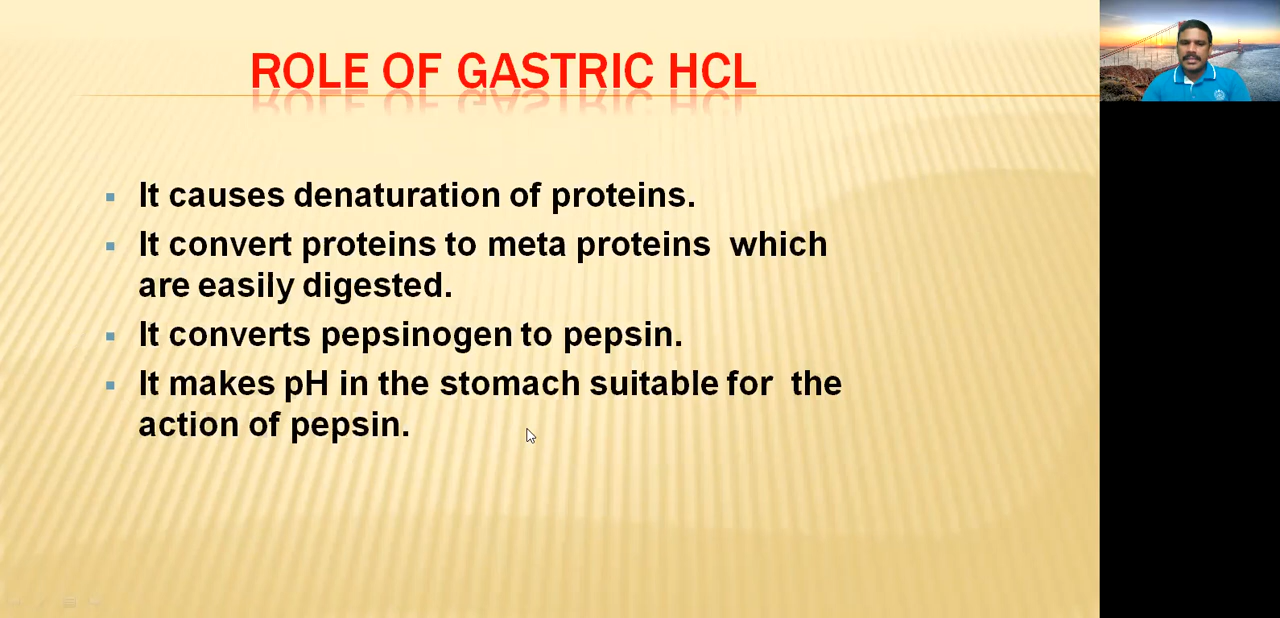 ROLE OF GASTRIC HCL
It causes denaturation of proteins.
It convert proteins to meta proteins which
are easily digested.
It converts pepsinogen to pepsin.
It makes pH in the stomach suitable for the
action of pepsin.